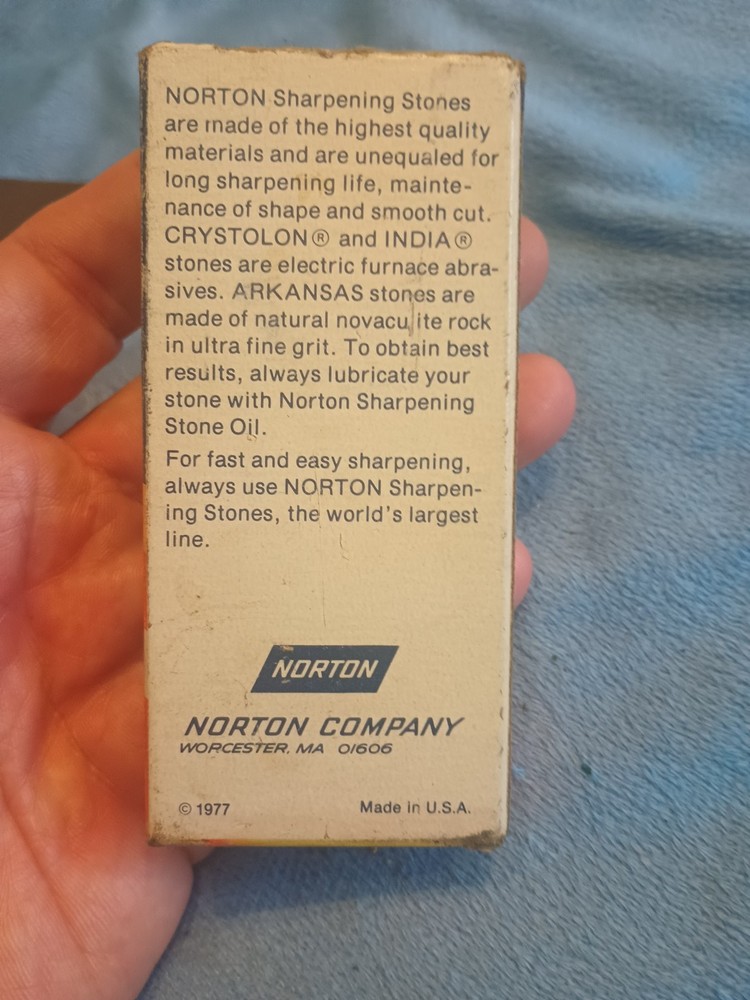 NORTON Sharpening Stones
are made of the highest quality
materials and are unequaled for
long sharpening life, mainte-
nance of shape and smooth cut.
CRYSTOLON® and INDIA®
stones are electric furnace abra-
sives. ARKANSAS stones are
made of natural novaculite rock
in ultra fine grit. To obtain best
results, always lubricate your
stone with Norton Sharpening
Stone Oil.
For fast and easy sharpening,
always use NORTON Sharpen-
ing Stones, the world's largest
line.
NORTON
NORTON COMPANY
WORCESTER, MA 01606
© 1977 Made in U.S.A.